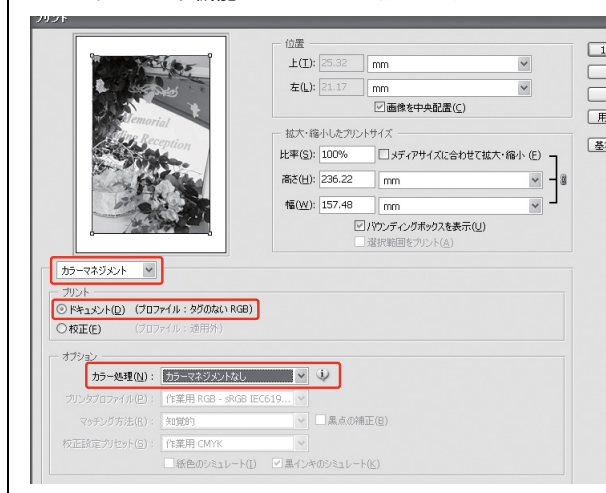 プリント
位置
上(T): 25.32 mm
左(L): 21.17 mm
画像を中央配置(C)
拡大・縮小したプリントサイズ
比率(S): 100% メディアサイズに合わせて拡大・縮小 (F)
高さ(H): 236.22 mm
幅(W): 157.48 mm
バウンディングボックスを表示(U)
選択範囲をプリント(A)
Memorial
Reception
カラーマネジメント
プリント
ドキュメント(D) (プロファイル : タグのない RGB)
校正(F) (プロファイル : 適用外)
オプション
カラー処理(N) : カラーマネジメントなし
プリンタプロファイル(P) : 作業用 RGB - sRGB IEC619...
マッチング方法(R) : 知覚的 黒点の補正(B)
校正設定プリセット(S) : 作業用 CMYK
紙色のシミュレート(I) 黒インキのシミュレート(K)